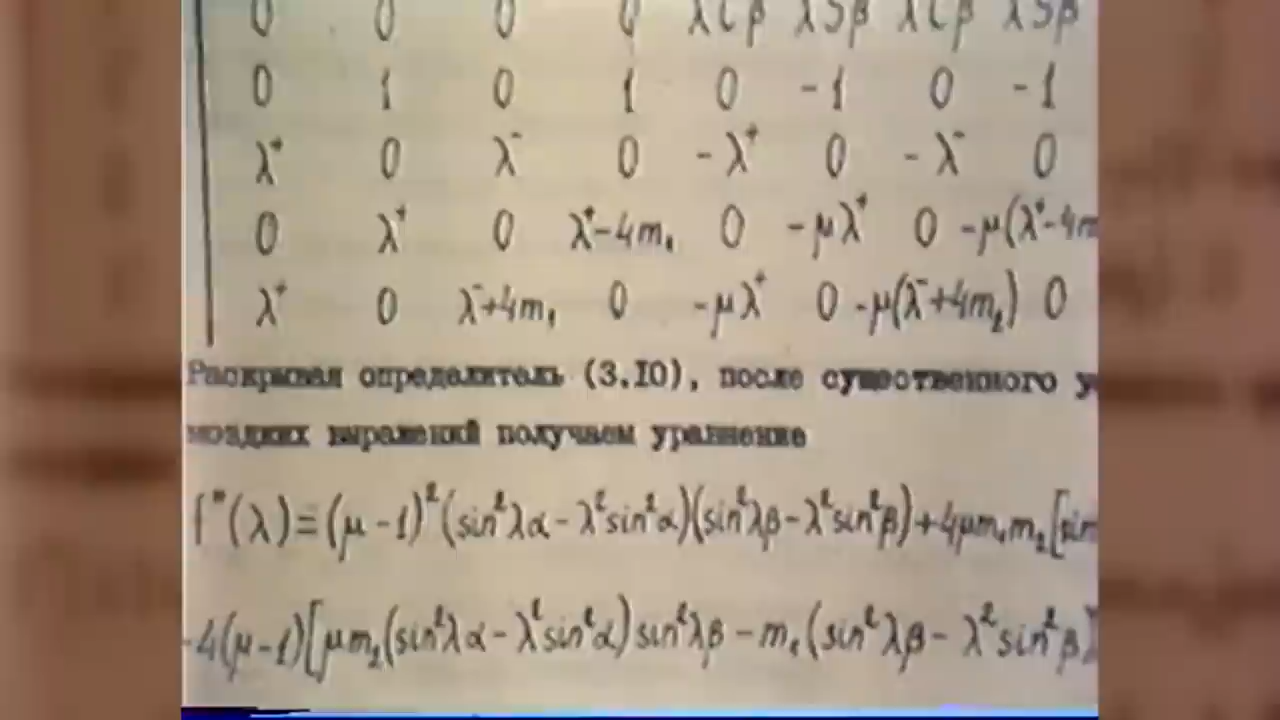 0 0 0 0 λCβ λSβ λCβ λSβ
0 1 0 1 0 -1 0 -1
λ⁺ 0 λ⁻ 0 -λ⁺ 0 -λ⁻ 0
0 λ⁺ 0 λ⁺-4m₁ 0 -μλ⁺ 0 -μ(λ⁺-4m
λ⁺ 0 λ⁻+4m₁ 0 -μλ⁺ 0 -μ(λ⁻+4m₂) 0
Раскрывая определитель (3.10), после существенного у
моздких выражений получаем уравнение
f"(λ)≡(μ-1)²(sin²λα-λ²sin²α)(sin²λβ-λ²sin²β)+4μm₁m₂[sin
-4(μ-1)[μm₂(sin²λα-λ²sin²α)sin²λβ-m₁(sin²λβ-λ²sin²β)